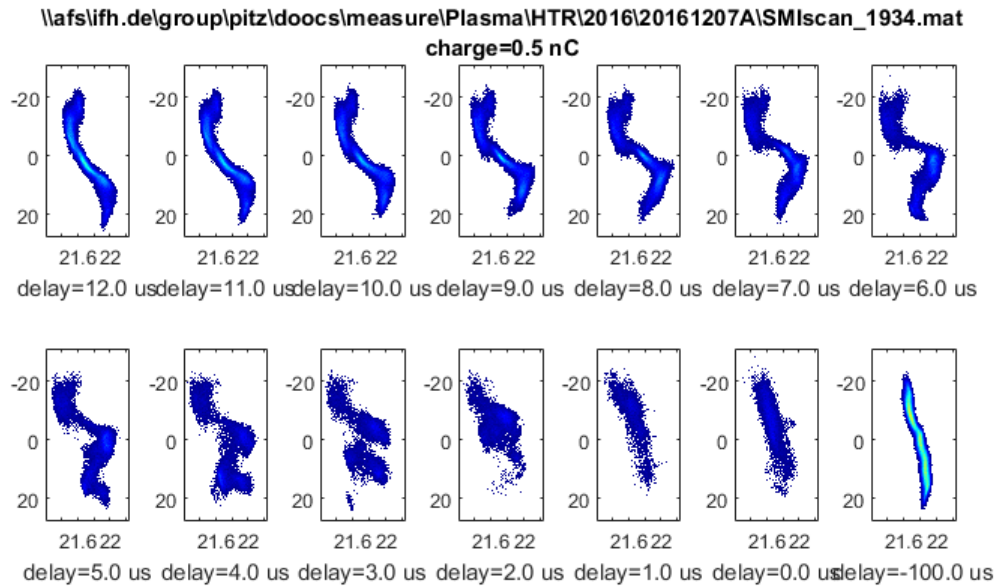 \\afs\ifh.de\group\pitz\doocs\measure\Plasma\HTR\2016\20161207A\SMIscan_1934.mat
charge=0.5 nC
-20 -20 -20 -20 -20 -20 -20
0 0 0 0 0 0 0
20 20 20 20 20 20 20
21.6 22 21.6 22 21.6 22 21.6 22 21.6 22 21.6 22 21.6 22
delay=12.0 us delay=11.0 us delay=10.0 us delay=9.0 us delay=8.0 us delay=7.0 us delay=6.0 us
-20 -20 -20 -20 -20 -20 -20
0 0 0 0 0 0 0
20 20 20 20 20 20 20
21.6 22 21.6 22 21.6 22 21.6 22 21.6 22 21.6 22 21.6 22
delay=5.0 us delay=4.0 us delay=3.0 us delay=2.0 us delay=1.0 us delay=0.0 us delay=-100.0 us